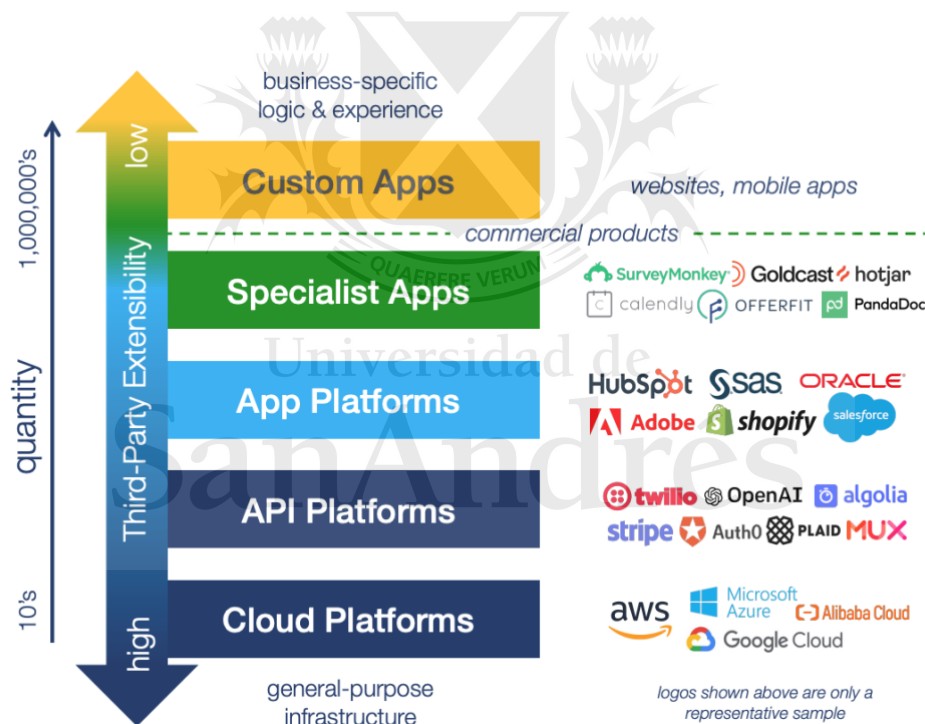 business-specific
logic & experience
low
1,000,000's
Custom Apps
websites, mobile apps
commercial products
QUAERERE VERUM
Specialist Apps
SurveyMonkey Goldcast hotjar
calendly OFFERFIT pd PandaDoc
Third-Party Extensibility
quantity
Universidad de
SanAndrés
App Platforms
HubSpot sas ORACLE
Adobe shopify salesforce
API Platforms
twilio OpenAI algolia
stripe Auth0 PLAID MUX
10's
high
Cloud Platforms
aws Microsoft
Azure Alibaba Cloud
Google Cloud
general-purpose
infrastructure
logos shown above are only a
representative sample